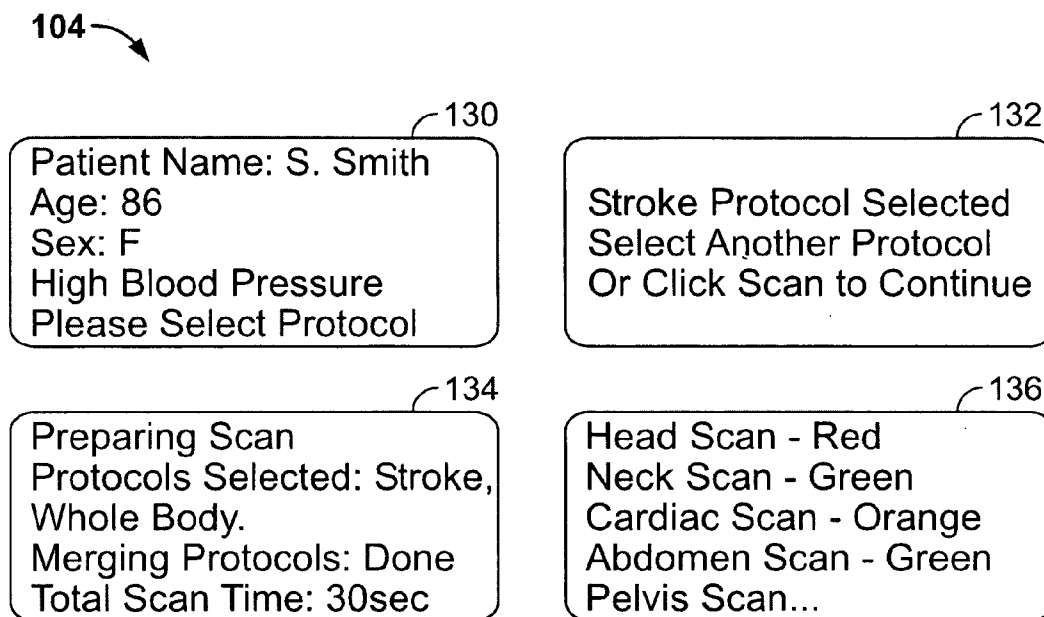 104
130
Patient Name: S. Smith
Age: 86
Sex: F
High Blood Pressure
Please Select Protocol
132
Stroke Protocol Selected
Select Another Protocol
Or Click Scan to Continue
134
Preparing Scan
Protocols Selected: Stroke,
Whole Body.
Merging Protocols: Done
Total Scan Time: 30sec
136
Head Scan - Red
Neck Scan - Green
Cardiac Scan - Orange
Abdomen Scan - Green
Pelvis Scan...